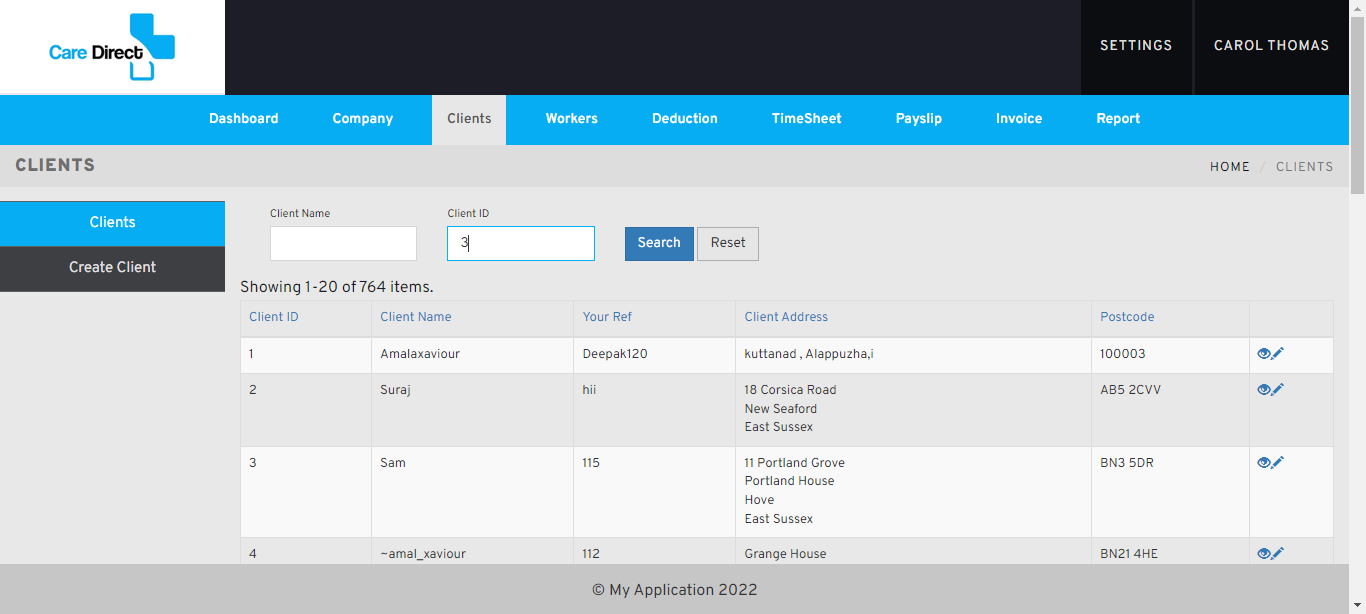 Care Direct
SETTINGS
CAROL THOMAS
Dashboard
Company
Clients
Workers
Deduction
TimeSheet
Payslip
Invoice
Report
CLIENTS
HOME / CLIENTS
Clients
Create Client
Client Name
Client ID
3
Search
Reset
Showing 1-20 of 764 items.
Client ID Client Name Your Ref Client Address Postcode
1 Amalaxaviour Deepak120 kuttanad , Alappuzha,i 100003
2 Suraj hii 18 Corsica Road AB5 2CVV
New Seaford
East Sussex
3 Sam 115 11 Portland Grove BN3 5DR
Portland House
Hove
East Sussex
4 ~amal_xaviour 112 Grange House BN21 4HE
© My Application 2022